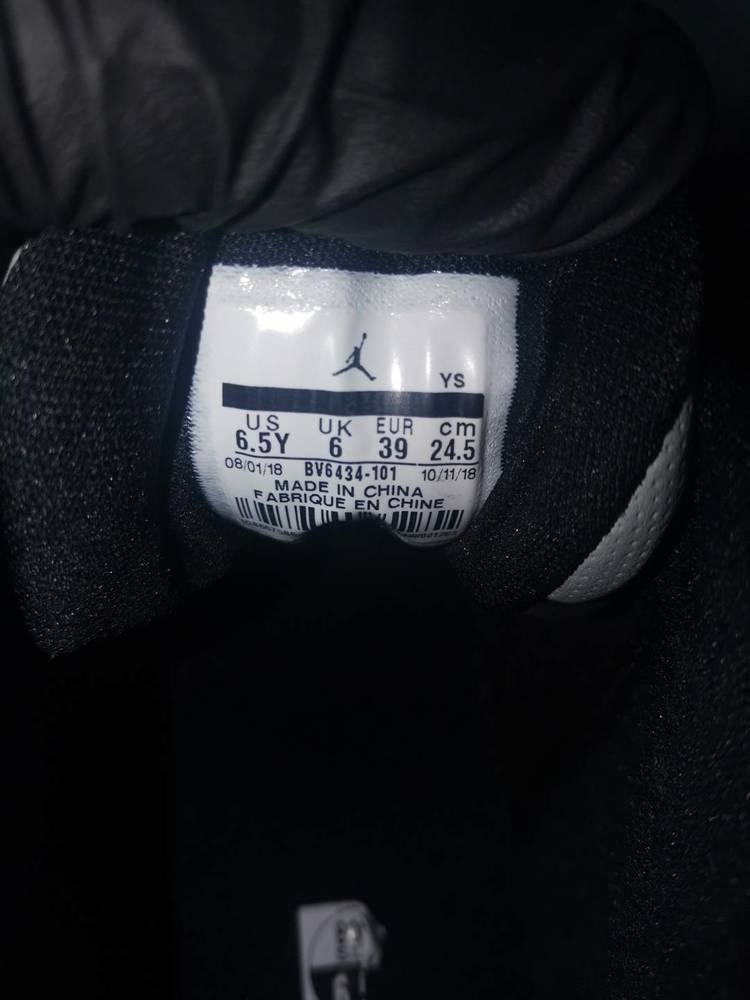 YS
US UK EUR cm
6.5Y 6 39 24.5
08/01/18 BV6434-101 10/11/18
MADE IN CHINA
FABRIQUE EN CHINE
6